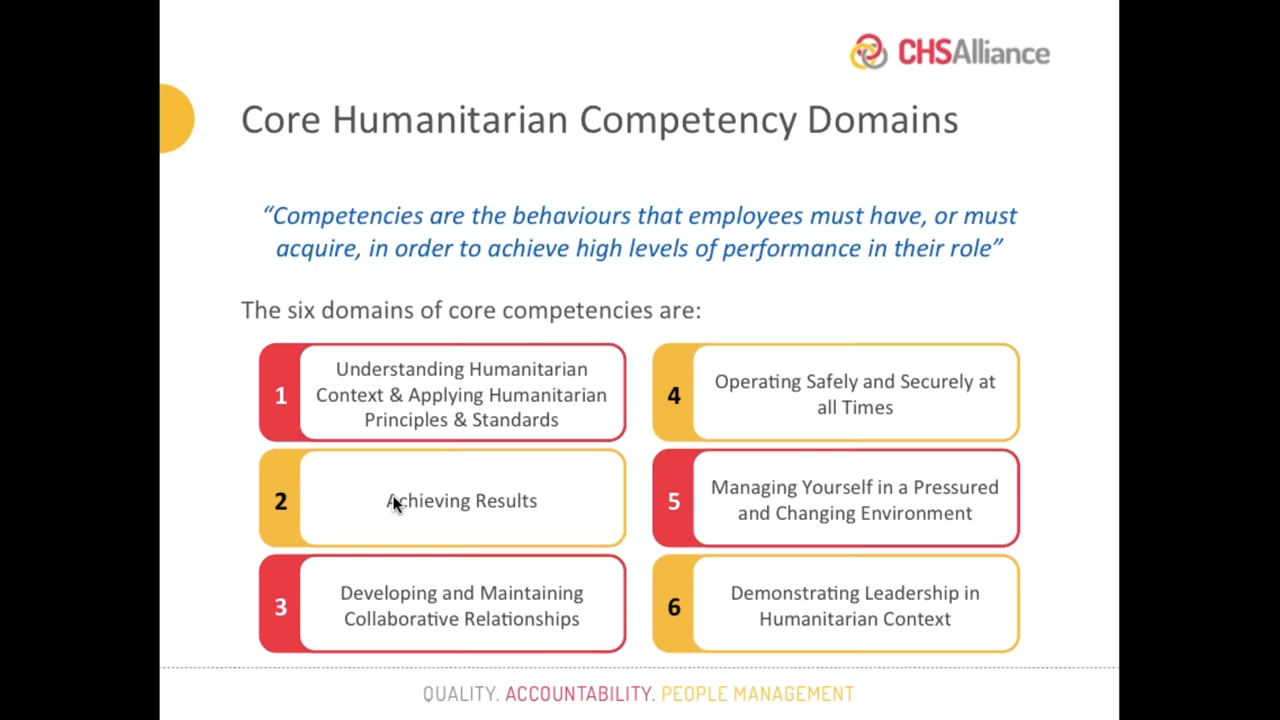 CHSAlliance
Core Humanitarian Competency Domains
“Competencies are the behaviours that employees must have, or must
acquire, in order to achieve high levels of performance in their role”
The six domains of core competencies are:
1
Understanding Humanitarian
Context & Applying Humanitarian
Principles & Standards
2
Achieving Results
3
Developing and Maintaining
Collaborative Relationships
4
Operating Safely and Securely at
all Times
5
Managing Yourself in a Pressured
and Changing Environment
6
Demonstrating Leadership in
Humanitarian Context
QUALITY. ACCOUNTABILITY. PEOPLE MANAGEMENT